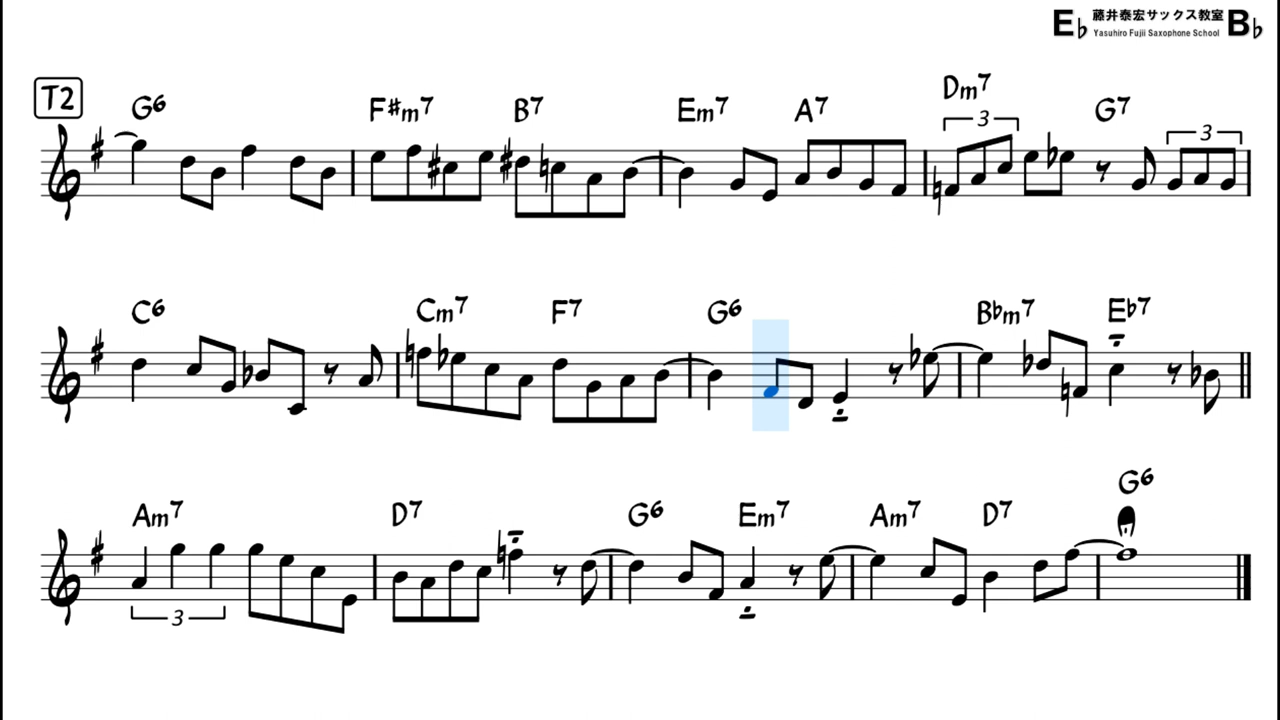 E♭ 藤井泰宏サックス教室 B♭
Yasuhiro Fujii Saxophone School
T2 G6 F#m7 B7 Em7 A7 Dm7 G7
3 3
C6 Cm7 F7 G6 B♭m7 E♭7
Am7 D7 G6 Em7 Am7 D7 G6
3